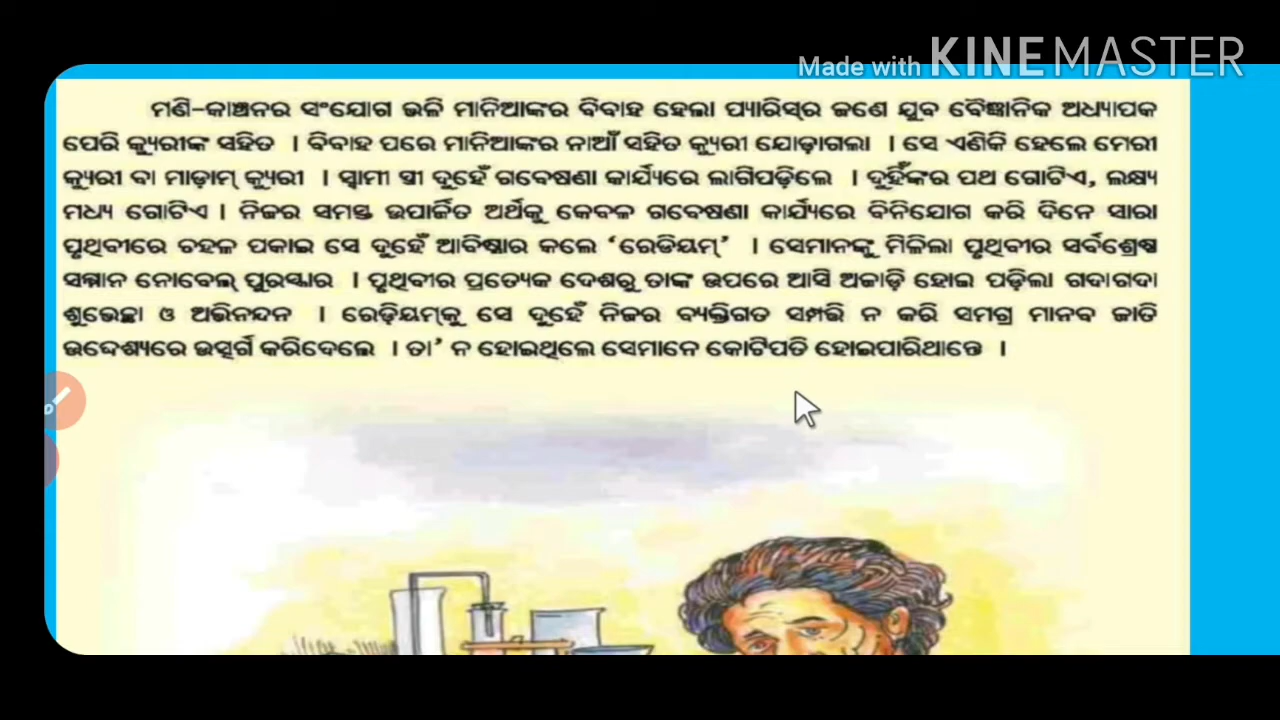 Made with KINEMASTER
ମଣି-କାଞ୍ଚନର ସଂଯୋଗ ଭଳି ମାନିଆଙ୍କର ବିବାହ ହେଲା ପ୍ୟାରିସ୍‌ର ଜଣେ ଯୁବ ବୈଜ୍ଞାନିକ ଅଧ୍ୟାପକ
ପେରି କ୍ୟୁରୀଙ୍କ ସହିତ । ବିବାହ ପରେ ମାନିଆଙ୍କର ନାଆଁ ସହିତ କ୍ୟୁରୀ ଯୋଡ଼ାଗଲା । ସେ ଏଣିକି ହେଲେ ମେରୀ
କ୍ୟୁରୀ ବା ମାଡ଼ାମ୍ କ୍ୟୁରୀ । ସ୍ୱାମୀ ସ୍ତ୍ରୀ ଦୁହେଁ ଗବେଷଣା କାର୍ଯ୍ୟରେ ଲାଗିପଡ଼ିଲେ । ଦୁହିଁଙ୍କର ପଥ ଗୋଟିଏ, ଲକ୍ଷ୍ୟ
ମଧ୍ୟ ଗୋଟିଏ । ନିଜର ସମସ୍ତ ଉପାର୍ଜିତ ଅର୍ଥକୁ କେବଳ ଗବେଷଣା କାର୍ଯ୍ୟରେ ବିନିଯୋଗ କରି ଦିନେ ସାରା
ପୃଥିବୀରେ ଚହଳ ପକାଇ ସେ ଦୁହେଁ ଆବିଷ୍କାର କଲେ ‘ରେଡିୟମ୍’ । ସେମାନଙ୍କୁ ମିଳିଲା ପୃଥିବୀର ସର୍ବଶ୍ରେଷ୍ଠ
ସମ୍ମାନ ନୋବେଲ୍ ପୁରସ୍କାର । ପୃଥିବୀର ପ୍ରତ୍ୟେକ ଦେଶରୁ ତାଙ୍କ ଉପରେ ଆସି ଅଜାଡ଼ି ହୋଇ ପଡ଼ିଲା ଗଦାଗଦା
ଶୁଭେଚ୍ଛା ଓ ଅଭିନନ୍ଦନ । ରେଡ଼ିୟମ୍‌କୁ ସେ ଦୁହେଁ ନିଜର ବ୍ୟକ୍ତିଗତ ସମ୍ପତ୍ତି ନ କରି ସମଗ୍ର ମାନବ ଜାତି
ଉଦ୍ଦେଶ୍ୟରେ ଉତ୍ସର୍ଗ କରିଦେଲେ । ତା’ ନ ହୋଇଥିଲେ ସେମାନେ କୋଟିପତି ହୋଇପାରିଥାନ୍ତେ ।